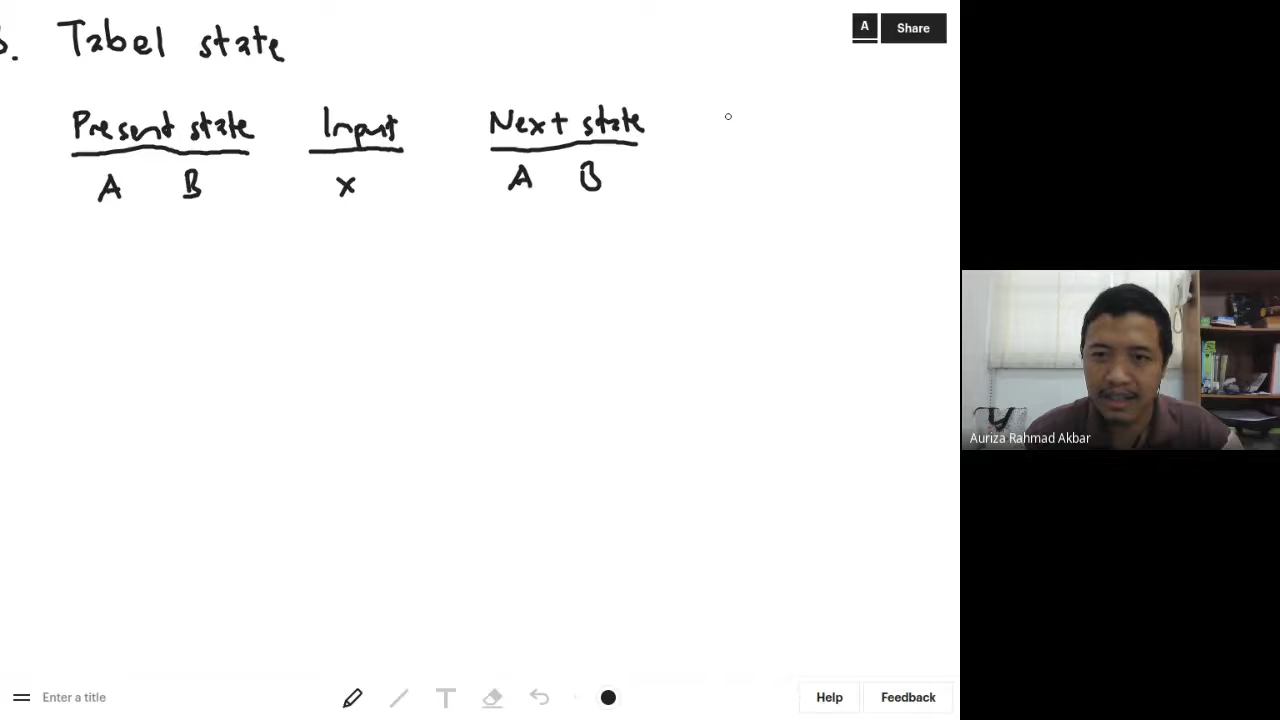 . Tabel state
A Share
Present state Input Next state
A B x A B
Auriza Rahmad Akbar
Enter a title T Help Feedback